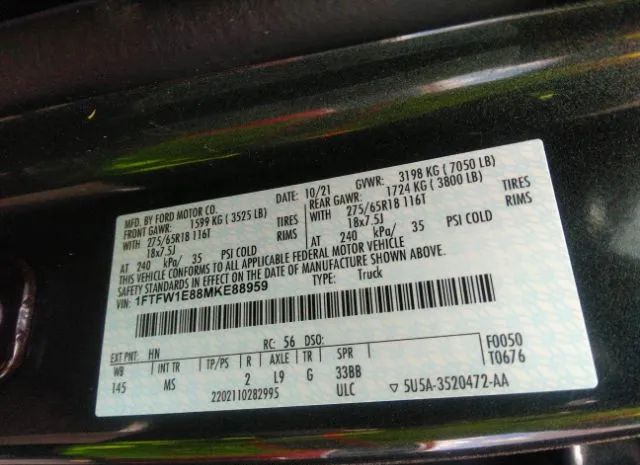 MFD. BY FORD MOTOR CO. DATE: 10/21 GVWR: 3198 KG ( 7050 LB)
FRONT GAWR: 1599 KG ( 3525 LB) REAR GAWR: 1724 KG ( 3800 LB)
WITH 275/65R18 116T TIRES WITH 275/65R18 116T TIRES
18x7.5J RIMS 18x7.5J RIMS
AT 240 kPa/ 35 PSI COLD AT 240 kPa/ 35 PSI COLD
THIS VEHICLE CONFORMS TO ALL APPLICABLE FEDERAL MOTOR VEHICLE
SAFETY STANDARDS IN EFFECT ON THE DATE OF MANUFACTURE SHOWN ABOVE.
VIN: 1FTFW1E88MKE88959 TYPE: Truck
EXT PNT: HN RC: 56 DSO: F0050
WB INT TR TP/PS R AXLE TR SPR T0676
145 MS 2 L9 G 33BB
2202110282995 ULC ▽ 5U5A-3520472-AA